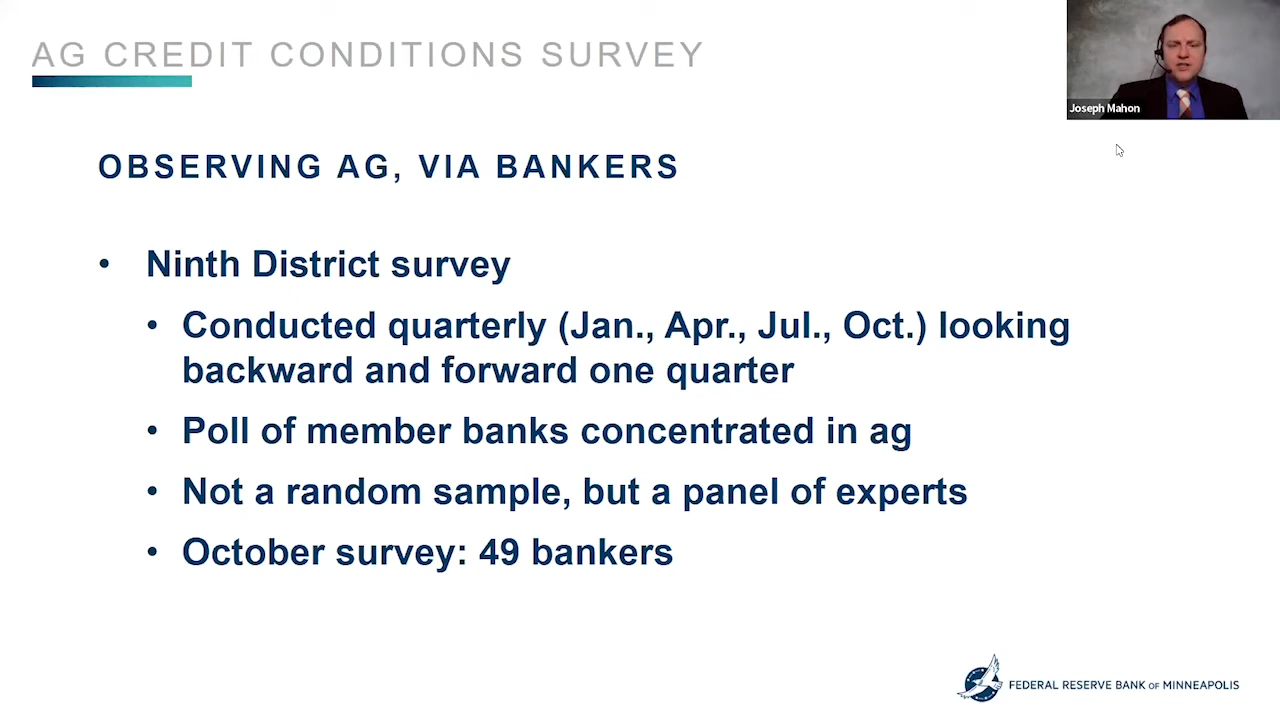 AG CREDIT CONDITIONS SURVEY
Joseph Mahon
OBSERVING AG, VIA BANKERS
• Ninth District survey
• Conducted quarterly (Jan., Apr., Jul., Oct.) looking
backward and forward one quarter
• Poll of member banks concentrated in ag
• Not a random sample, but a panel of experts
• October survey: 49 bankers
FEDERAL RESERVE BANK OF MINNEAPOLIS